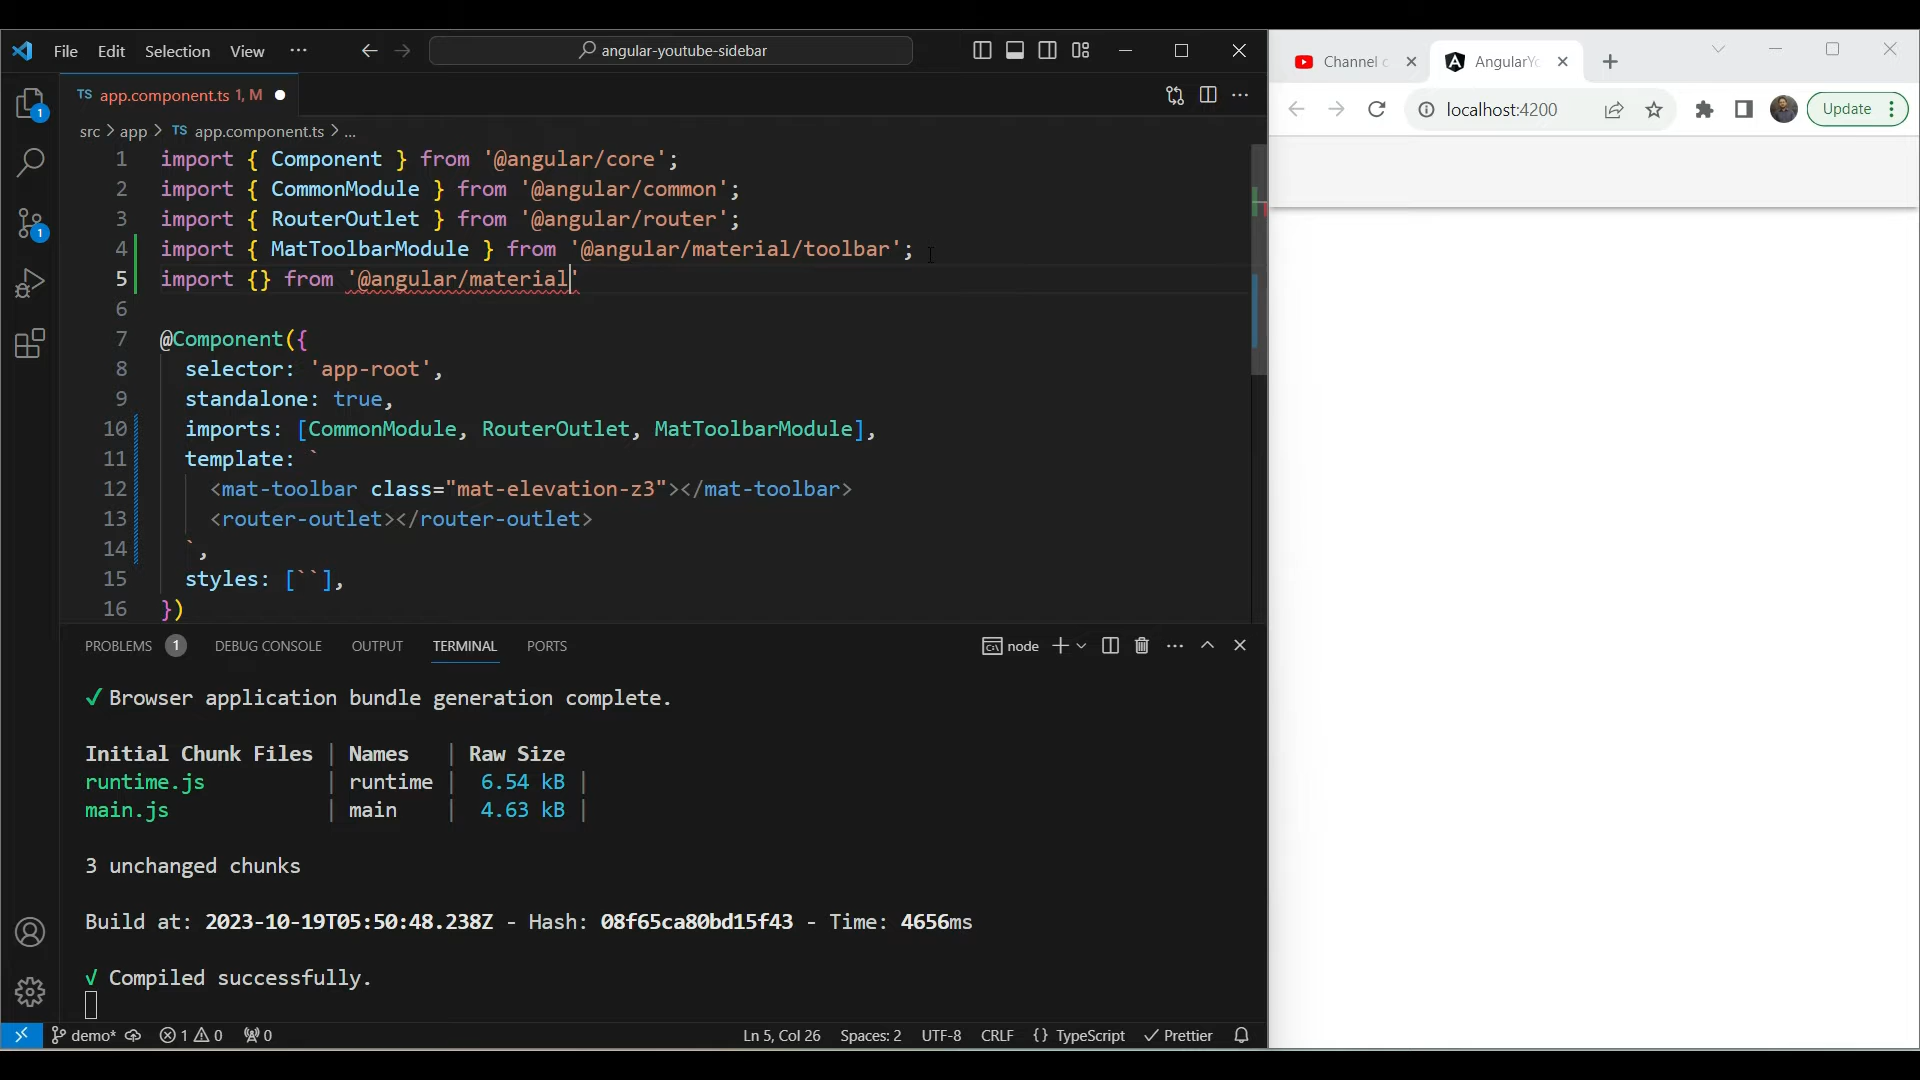 File Edit Selection View ··· angular-youtube-sidebar
TS app.component.ts 1, M
src > app > TS app.component.ts > ...
1 import { Component } from '@angular/core';
2 import { CommonModule } from '@angular/common';
3 import { RouterOutlet } from '@angular/router';
4 import { MatToolbarModule } from '@angular/material/toolbar';
5 import {} from '@angular/material'
6
7 @Component({
8 selector: 'app-root',
9 standalone: true,
10 imports: [CommonModule, RouterOutlet, MatToolbarModule],
11 template: `
12 <mat-toolbar class="mat-elevation-z3"></mat-toolbar>
13 <router-outlet></router-outlet>
14 `,
15 styles: [``],
16 })
1
1
PROBLEMS 1 DEBUG CONSOLE OUTPUT TERMINAL PORTS node
✓ Browser application bundle generation complete.
Initial Chunk Files | Names | Raw Size
runtime.js | runtime | 6.54 kB |
main.js | main | 4.63 kB |
3 unchanged chunks
Build at: 2023-10-19T05:50:48.238Z - Hash: 08f65ca80bd15f43 - Time: 4656ms
√ Compiled successfully.
demo* 1 0 0 Ln 5, Col 26 Spaces: 2 UTF-8 CRLF {} TypeScript ✓ Prettier
Channel c AngularYo
localhost:4200 Update